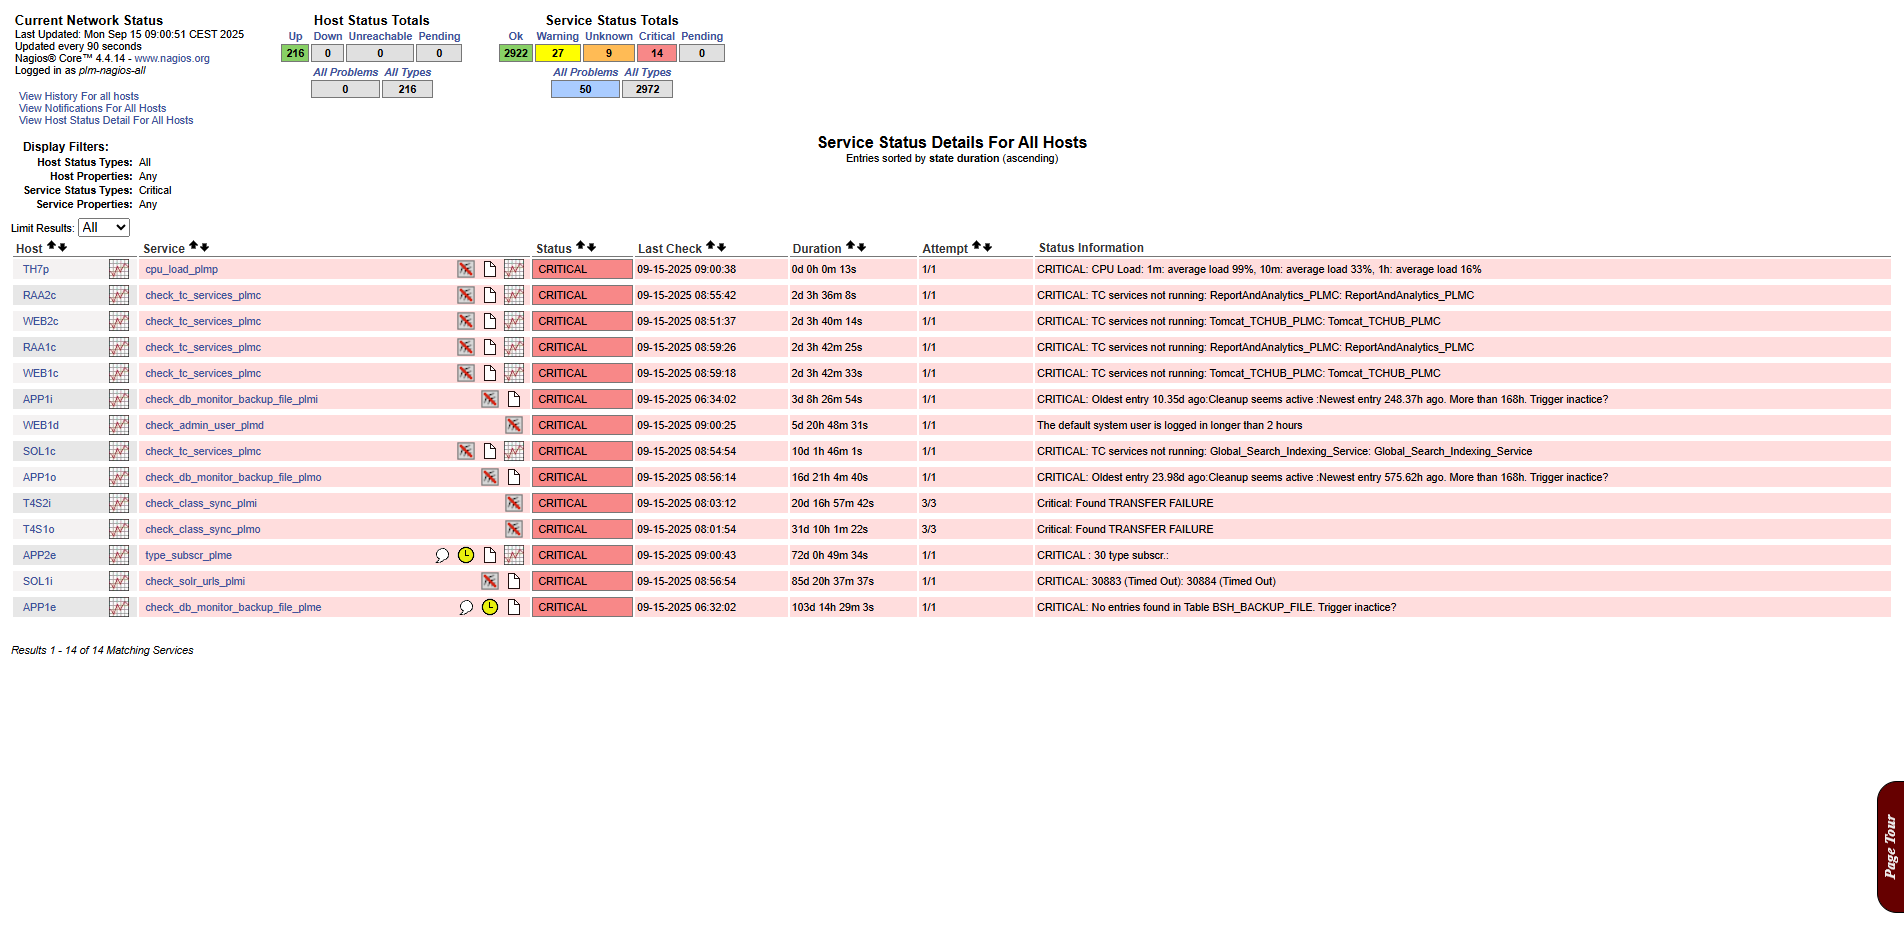 Current Network Status
Last Updated: Mon Sep 15 09:00:51 CEST 2025
Updated every 90 seconds
Nagios® Core™ 4.4.14 - www.nagios.org
Logged in as plm-nagios-all
View History For all hosts
View Notifications For All Hosts
View Host Status Detail For All Hosts
Host Status Totals
Up Down Unreachable Pending
216 0 0 0
All Problems All Types
0 216
Service Status Totals
Ok Warning Unknown Critical Pending
2922 27 9 14 0
All Problems All Types
50 2972
Display Filters:
Host Status Types: All
Host Properties: Any
Service Status Types: Critical
Service Properties: Any
Service Status Details For All Hosts
Entries sorted by state duration (ascending)
Limit Results: All
Host Service Status Last Check Duration Attempt Status Information
TH7p cpu_load_plmp CRITICAL 09-15-2025 09:00:38 0d 0h 0m 13s 1/1 CRITICAL: CPU Load: 1m: average load 99%, 10m: average load 33%, 1h: average load 16%
RAA2c check_tc_services_plmc CRITICAL 09-15-2025 08:55:42 2d 3h 36m 8s 1/1 CRITICAL: TC services not running: ReportAndAnalytics_PLMC: ReportAndAnalytics_PLMC
WEB2c check_tc_services_plmc CRITICAL 09-15-2025 08:51:37 2d 3h 40m 14s 1/1 CRITICAL: TC services not running: Tomcat_TCHUB_PLMC: Tomcat_TCHUB_PLMC
RAA1c check_tc_services_plmc CRITICAL 09-15-2025 08:59:26 2d 3h 42m 25s 1/1 CRITICAL: TC services not running: ReportAndAnalytics_PLMC: ReportAndAnalytics_PLMC
WEB1c check_tc_services_plmc CRITICAL 09-15-2025 08:59:18 2d 3h 42m 33s 1/1 CRITICAL: TC services not running: Tomcat_TCHUB_PLMC: Tomcat_TCHUB_PLMC
APP1i check_db_monitor_backup_file_plmi CRITICAL 09-15-2025 06:34:02 3d 8h 26m 54s 1/1 CRITICAL: Oldest entry 10.35d ago:Cleanup seems active :Newest entry 248.37h ago. More than 168h. Trigger inactice?
WEB1d check_admin_user_plmd CRITICAL 09-15-2025 09:00:25 5d 20h 48m 31s 1/1 The default system user is logged in longer than 2 hours
SOL1c check_tc_services_plmc CRITICAL 09-15-2025 08:54:54 10d 1h 46m 1s 1/1 CRITICAL: TC services not running: Global_Search_Indexing_Service: Global_Search_Indexing_Service
APP1o check_db_monitor_backup_file_plmo CRITICAL 09-15-2025 08:56:14 16d 21h 4m 40s 1/1 CRITICAL: Oldest entry 23.98d ago:Cleanup seems active :Newest entry 575.62h ago. More than 168h. Trigger inactice?
T4S2i check_class_sync_plmi CRITICAL 09-15-2025 08:03:12 20d 16h 57m 42s 3/3 Critical: Found TRANSFER FAILURE
T4S1o check_class_sync_plmo CRITICAL 09-15-2025 08:01:54 31d 10h 1m 22s 3/3 Critical: Found TRANSFER FAILURE
APP2e type_subscr_plme CRITICAL 09-15-2025 09:00:43 72d 0h 49m 34s 1/1 CRITICAL : 30 type subscr.:
SOL1i check_solr_urls_plmi CRITICAL 09-15-2025 08:56:54 85d 20h 37m 37s 1/1 CRITICAL: 30883 (Timed Out): 30884 (Timed Out)
APP1e check_db_monitor_backup_file_plme CRITICAL 09-15-2025 06:32:02 103d 14h 29m 3s 1/1 CRITICAL: No entries found in Table BSH_BACKUP_FILE. Trigger inactice?
Results 1 - 14 of 14 Matching Services
Page Tour